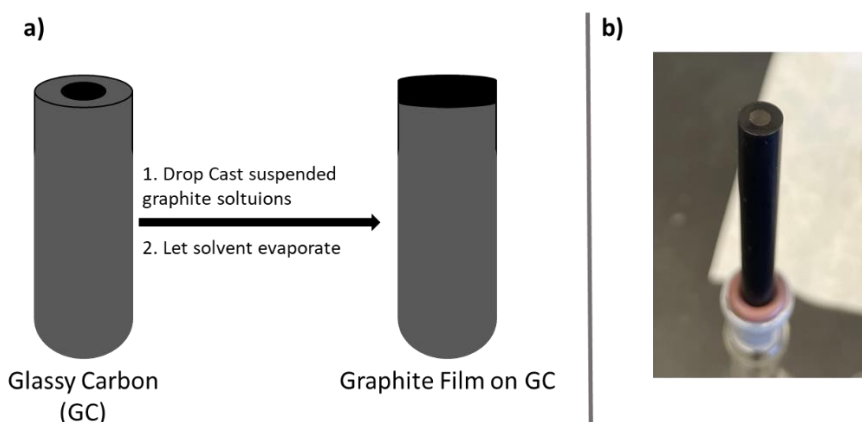 a)
1. Drop Cast suspended
graphite soltuions
2. Let solvent evaporate
Glassy Carbon
(GC)
Graphite Film on GC
b)